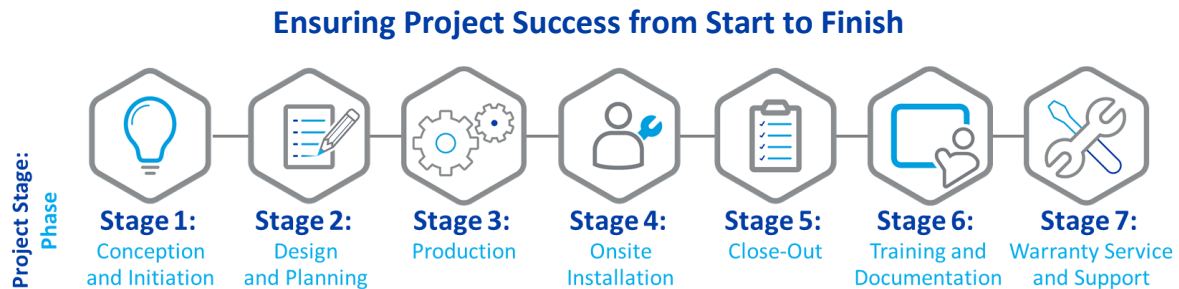 Ensuring Project Success from Start to Finish
Project Stage:
Phase
Stage 1:
Conception
and Initiation
Stage 2:
Design
and Planning
Stage 3:
Production
Stage 4:
Onsite
Installation
Stage 5:
Close-Out
Stage 6:
Training and
Documentation
Stage 7:
Warranty Service
and Support